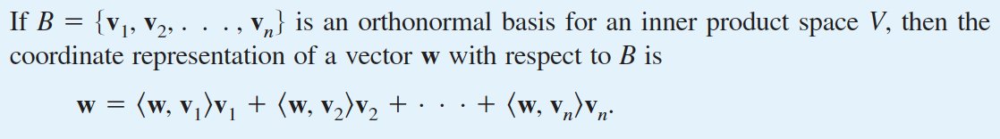 If B = {v₁, v₂, . . . , vₙ} is an orthonormal basis for an inner product space V, then the
coordinate representation of a vector w with respect to B is
w = ⟨w, v₁⟩v₁ + ⟨w, v₂⟩v₂ + · · · + ⟨w, vₙ⟩vₙ.